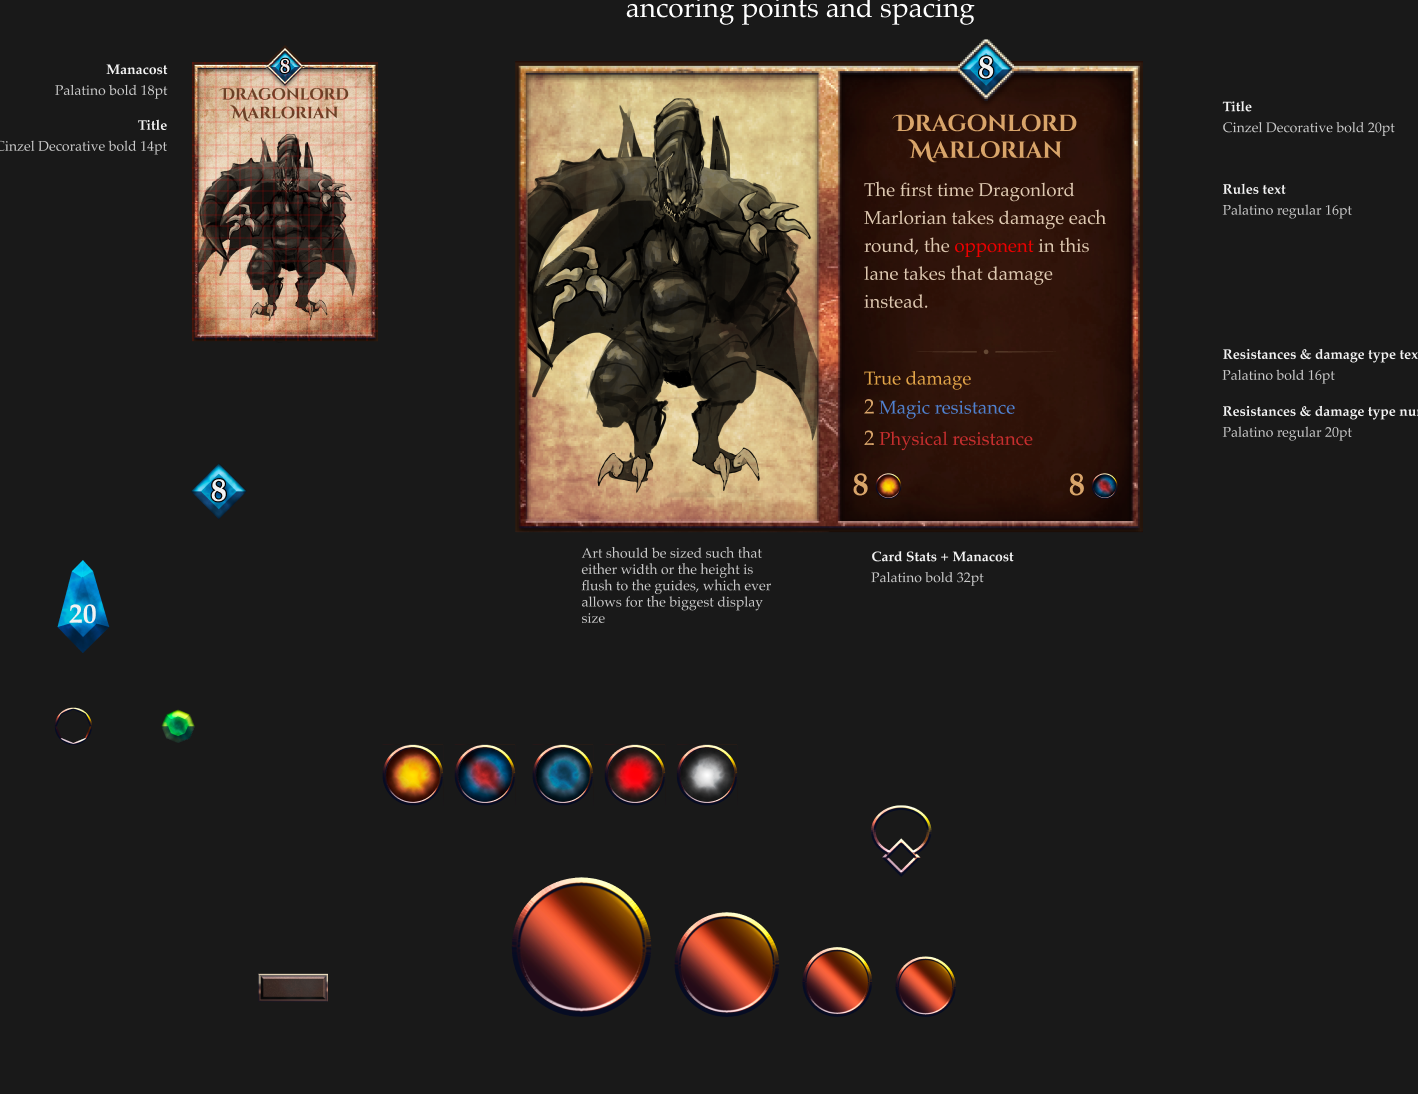 ancoring points and spacing
Manacost
Palatino bold 18pt
Title
Cinzel Decorative bold 14pt
8
DRAGONLORD
MARLORIAN
8
DRAGONLORD
MARLORIAN
The first time Dragonlord
Marlorian takes damage each
round, the opponent in this
lane takes that damage
instead.
True damage
2 Magic resistance
2 Physical resistance
8
8
Title
Cinzel Decorative bold 20pt
Rules text
Palatino regular 16pt
Resistances & damage type tex
Palatino bold 16pt
Resistances & damage type nu
Palatino regular 20pt
Art should be sized such that
either width or the height is
flush to the guides, which ever
allows for the biggest display
size
Card Stats + Manacost
Palatino bold 32pt
8
20